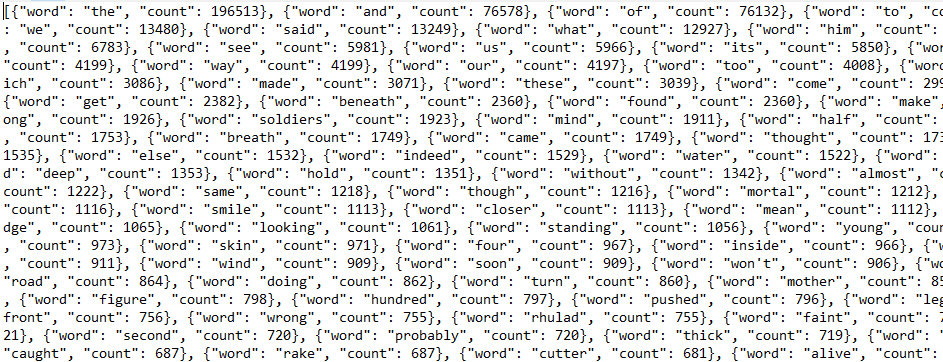 [{"word": "the", "count": 196513}, {"word": "and", "count": 76578}, {"word": "of", "count": 76132}, {"word": "to", "co
: "we", "count": 13480}, {"word": "said", "count": 13249}, {"word": "what", "count": 12927}, {"word": "him", "coun
, "count": 6783}, {"word": "see", "count": 5981}, {"word": "us", "count": 5966}, {"word": "its", "count": 5850}, {"w
"count": 4199}, {"word": "way", "count": 4199}, {"word": "our", "count": 4197}, {"word": "too", "count": 4008}, {"word
ich", "count": 3086}, {"word": "made", "count": 3071}, {"word": "these", "count": 3039}, {"word": "come", "count": 299
{"word": "get", "count": 2382}, {"word": "beneath", "count": 2360}, {"word": "found", "count": 2360}, {"word": "make"
ong", "count": 1926}, {"word": "soldiers", "count": 1923}, {"word": "mind", "count": 1911}, {"word": "half", "count":
, "count": 1753}, {"word": "breath", "count": 1749}, {"word": "came", "count": 1749}, {"word": "thought", "count": 173
1535}, {"word": "else", "count": 1532}, {"word": "indeed", "count": 1529}, {"word": "water", "count": 1522}, {"word":
d": "deep", "count": 1353}, {"word": "hold", "count": 1351}, {"word": "without", "count": 1342}, {"word": "almost", "c
count": 1222}, {"word": "same", "count": 1218}, {"word": "though", "count": 1216}, {"word": "mortal", "count": 1212},
"count": 1116}, {"word": "smile", "count": 1113}, {"word": "closer", "count": 1113}, {"word": "mean", "count": 1112}
dge", "count": 1065}, {"word": "looking", "count": 1061}, {"word": "standing", "count": 1056}, {"word": "young", "cou
, "count": 973}, {"word": "skin", "count": 971}, {"word": "four", "count": 967}, {"word": "inside", "count": 966}, {"w
, "count": 911}, {"word": "wind", "count": 909}, {"word": "soon", "count": 909}, {"word": "won't", "count": 906}, {"wo
"road", "count": 864}, {"word": "doing", "count": 862}, {"word": "turn", "count": 860}, {"word": "mother", "count": 85
, {"word": "figure", "count": 798}, {"word": "hundred", "count": 797}, {"word": "pushed", "count": 796}, {"word": "leg
front", "count": 756}, {"word": "wrong", "count": 755}, {"word": "rhulad", "count": 755}, {"word": "faint", "count": 7
21}, {"word": "second", "count": 720}, {"word": "probably", "count": 720}, {"word": "thick", "count": 719}, {"word": "
"caught", "count": 687}, {"word": "rake", "count": 687}, {"word": "cutter", "count": 681}, {"word": "alive", "count":